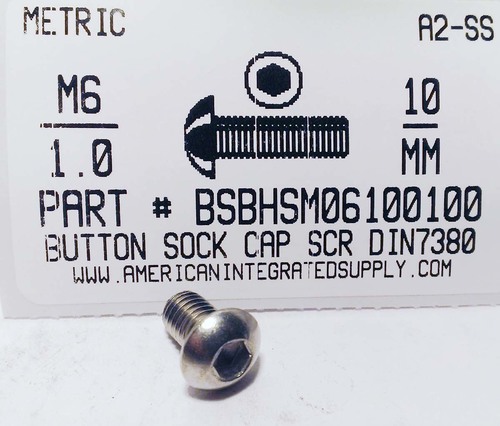 METRIC A2-SS
M6 10
1.0 MM
PART # BSBHSM06100100
BUTTON SOCK CAP SCR DIN7380
WWW.AMERICANINTEGRATEDSUPPLY.COM